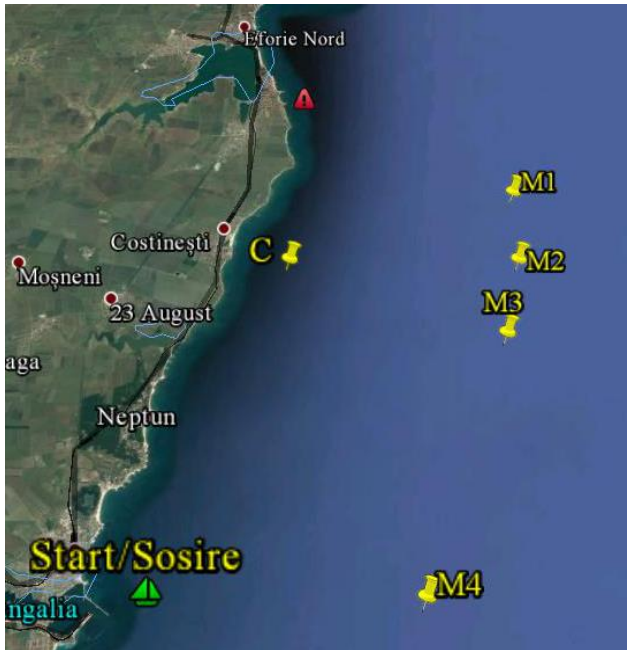 Eforie Nord
M1
Costinești
C
M2
Moșneni
M3
23 August
aga
Neptun
Start/Sosire
M4
ngalia